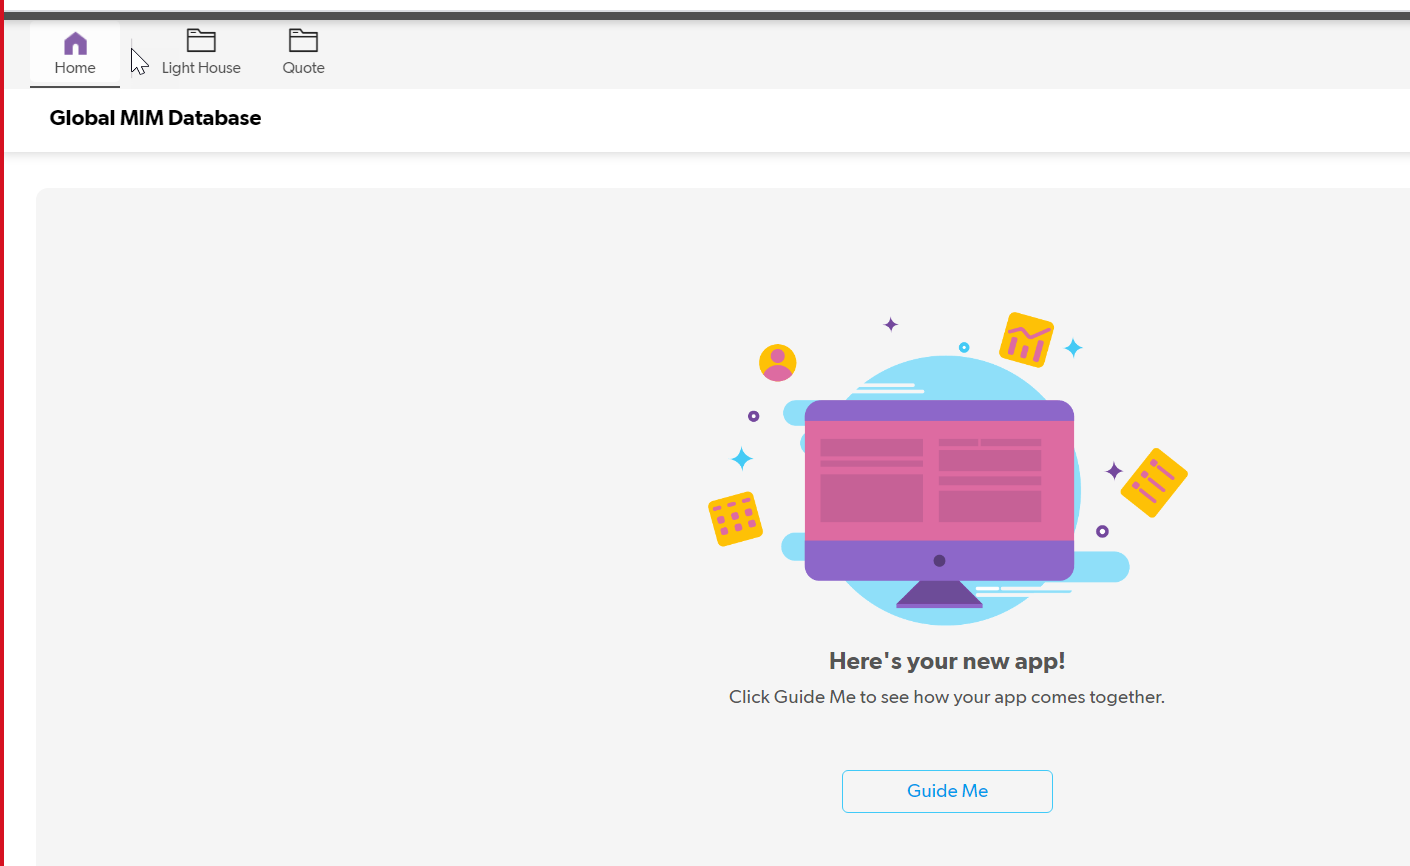 Home
Light House
Quote
Global MIM Database
Here's your new app!
Click Guide Me to see how your app comes together.
Guide Me